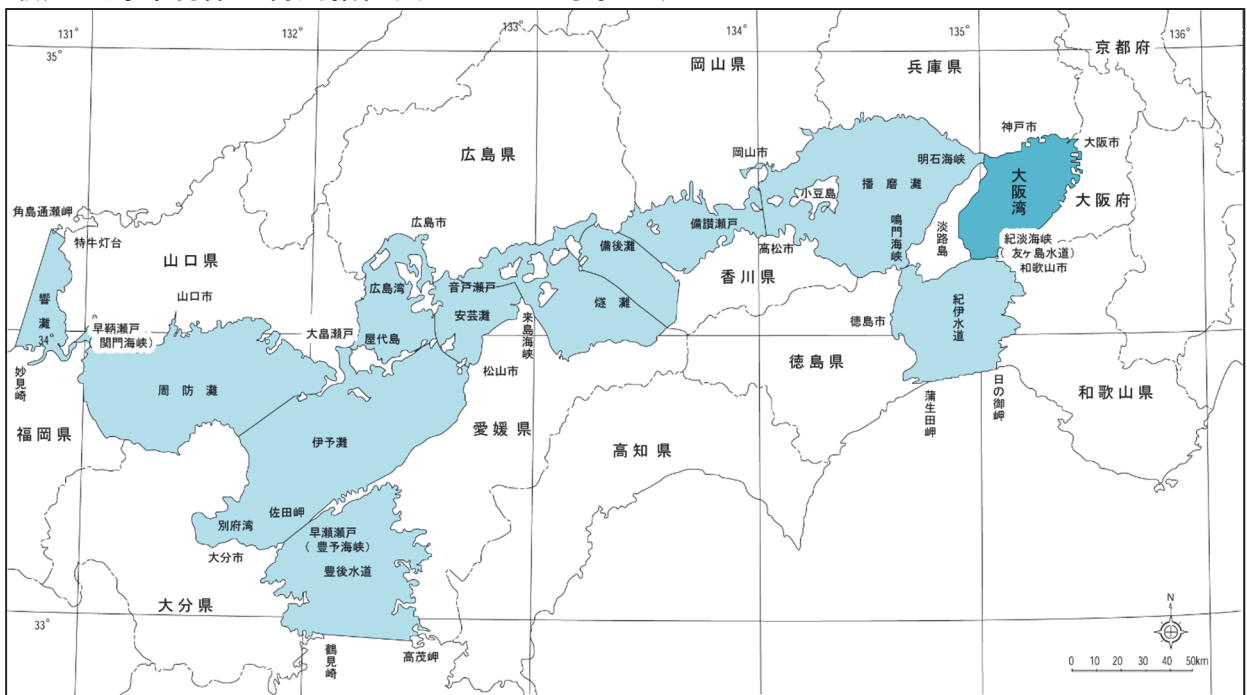 131°
132°
133°
134°
135°
136°
35°
京都府
岡山県
兵庫県
神戸市
大阪市
岡山市
明石海峡
広島県
小豆島
播磨灘
大阪湾
大阪府
角島通瀬岬
特牛灯台
広島市
備讃瀬戸
鳴門海峡
淡路島
紀淡海峡
(友ヶ島水道)
和歌山市
備後灘
高松市
山口県
香川県
響灘
山口市
広島湾
音戸瀬戸
燧灘
紀伊水道
安芸灘
来島海峡
徳島市
早鞆瀬戸
関門海峡)
34°
大畠瀬戸
屋代島
妙見崎
松山市
徳島県
日の御岬
周防灘
蒲生田岬
和歌山県
福岡県
愛媛県
伊予灘
高知県
佐田岬
別府湾
早瀬瀬戸
(豊予海峡)
大分市
豊後水道
大分県
33°
鶴見崎
高茂岬
N
0 10 20 30 40 50km